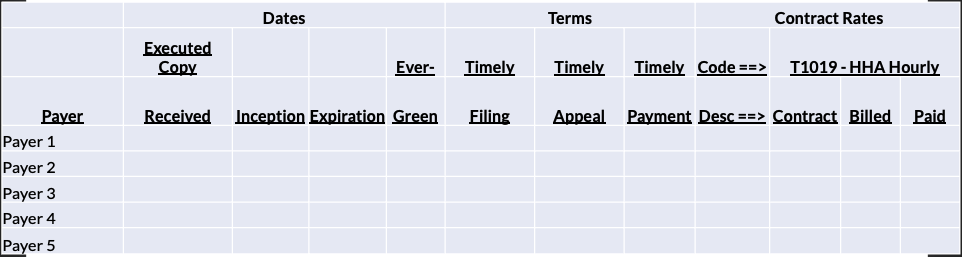 Dates Terms Contract Rates
Executed
Copy Ever- Timely Timely Timely Code ==> T1019 - HHA Hourly
Payer Received Inception Expiration Green Filing Appeal Payment Desc ==> Contract Billed Paid
Payer 1
Payer 2
Payer 3
Payer 4
Payer 5